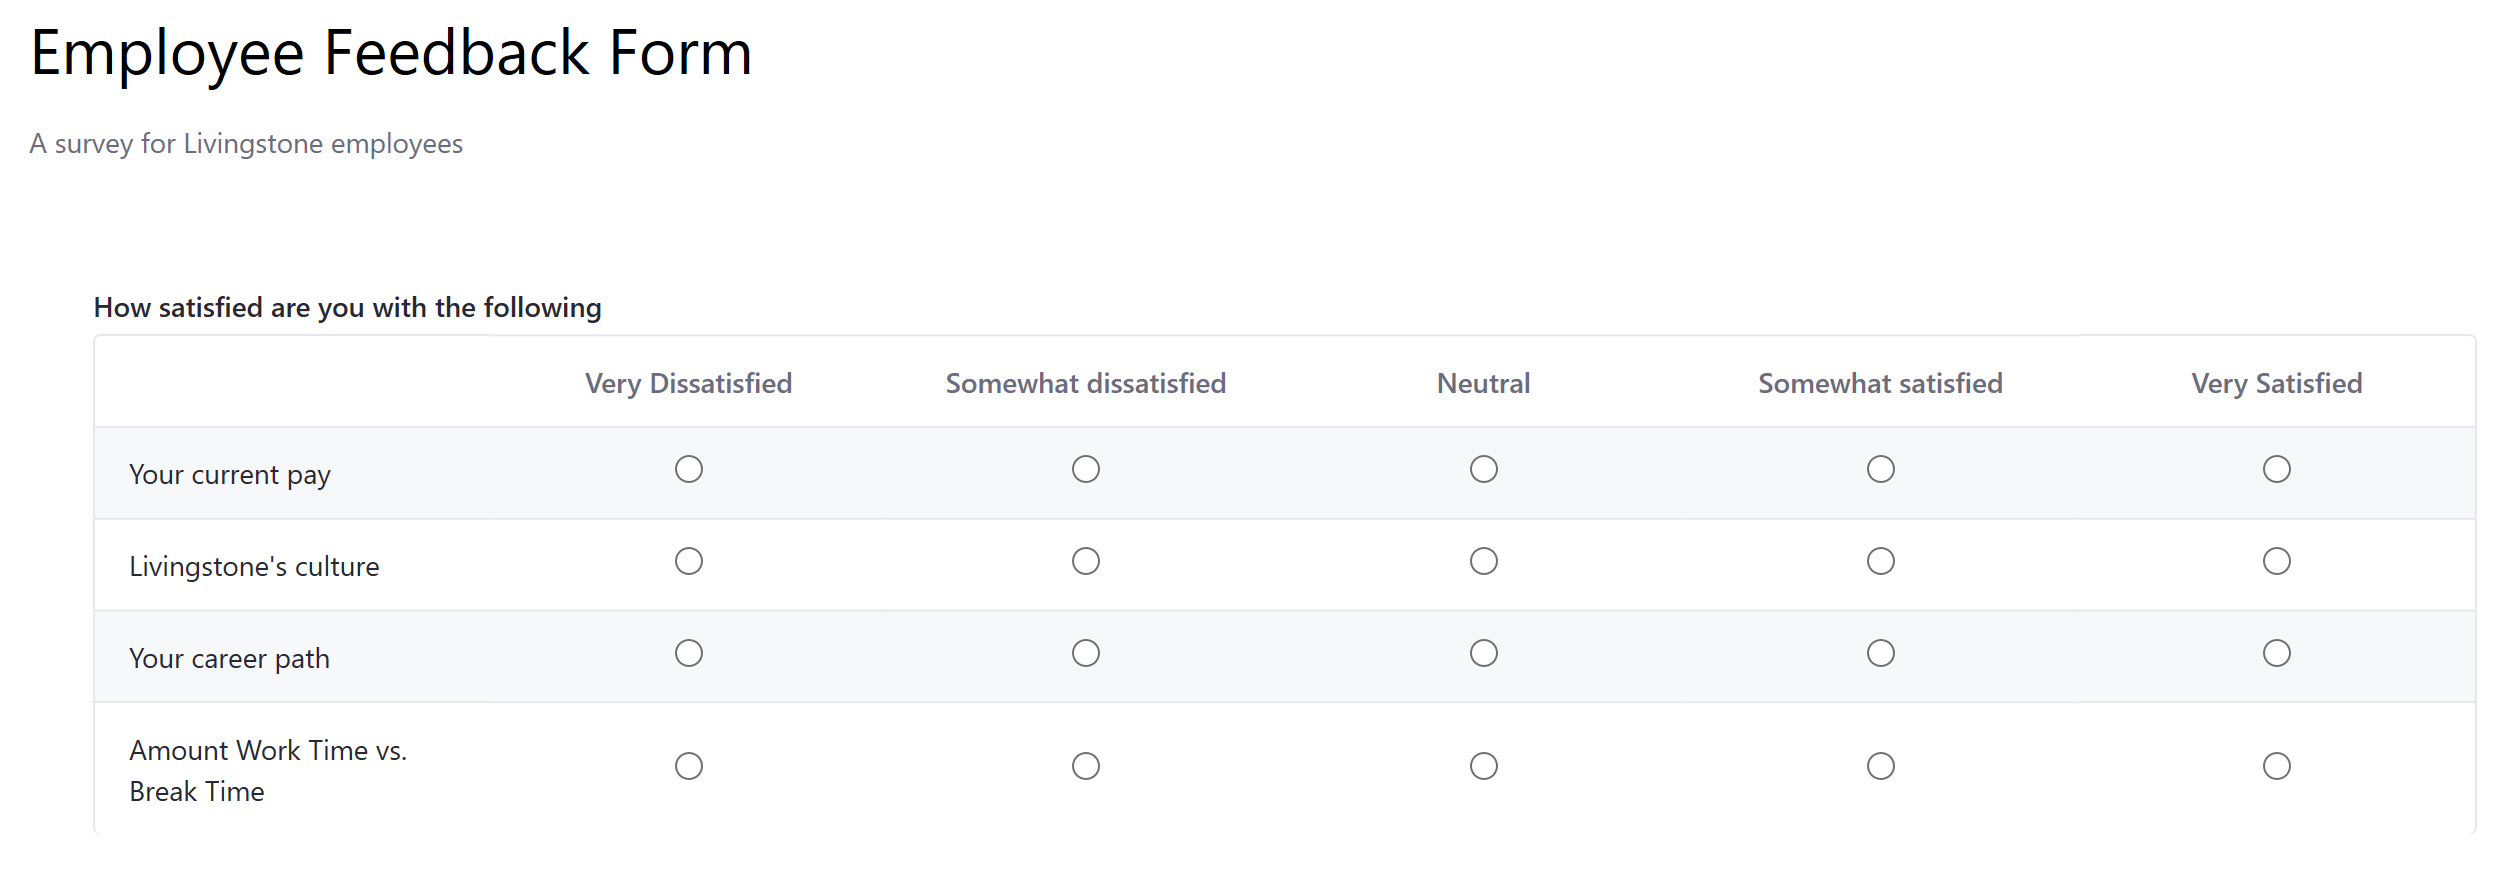 Employee Feedback Form
A survey for Livingstone employees
How satisfied are you with the following
Very Dissatisfied Somewhat dissatisfied Neutral Somewhat satisfied Very Satisfied
Your current pay
Livingstone's culture
Your career path
Amount Work Time vs.
Break Time